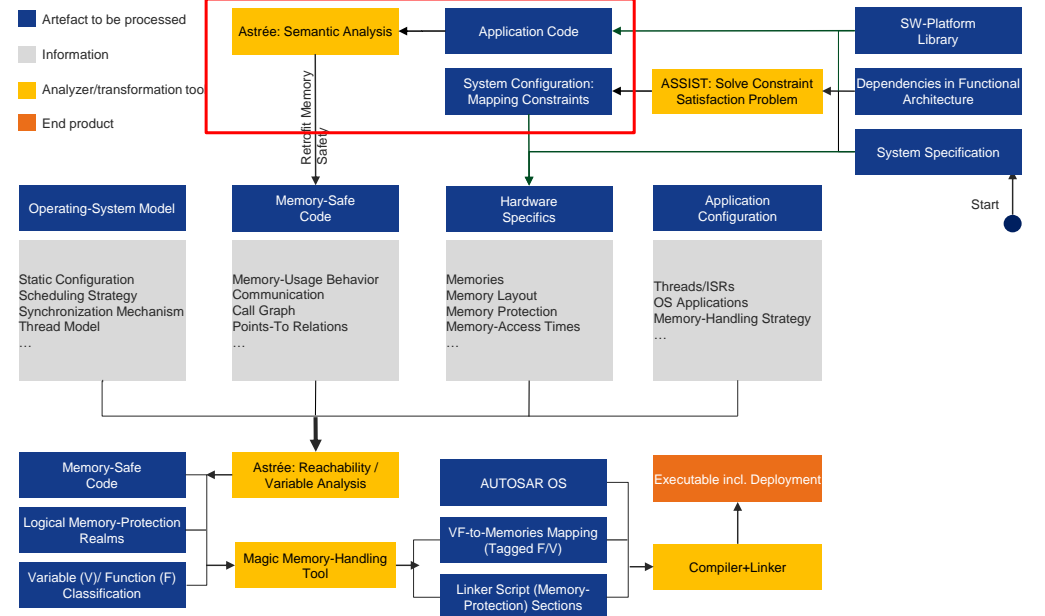 Artefact to be processed
Information
Analyzer/transformation tool
End product
Astrée: Semantic Analysis
Application Code
SW-Platform
Library
System Configuration:
Mapping Constraints
ASSIST: Solve Constraint
Satisfaction Problem
Dependencies in Functional
Architecture
System Specification
Start
Retrofit Memory
Safety
Operating-System Model
Memory-Safe
Code
Hardware
Specifics
Application
Configuration
Static Configuration
Scheduling Strategy
Synchronization Mechanism
Thread Model
…
Memory-Usage Behavior
Communication
Call Graph
Points-To Relations
…
Memories
Memory Layout
Memory Protection
Memory-Access Times
…
Threads/ISRs
OS Applications
Memory-Handling Strategy
…
Memory-Safe
Code
Astrée: Reachability /
Variable Analysis
AUTOSAR OS
Executable incl. Deployment
Logical Memory-Protection
Realms
Magic Memory-Handling
Tool
VF-to-Memories Mapping
(Tagged F/V)
Compiler+Linker
Variable (V)/ Function (F)
Classification
Linker Script (Memory-
Protection) Sections